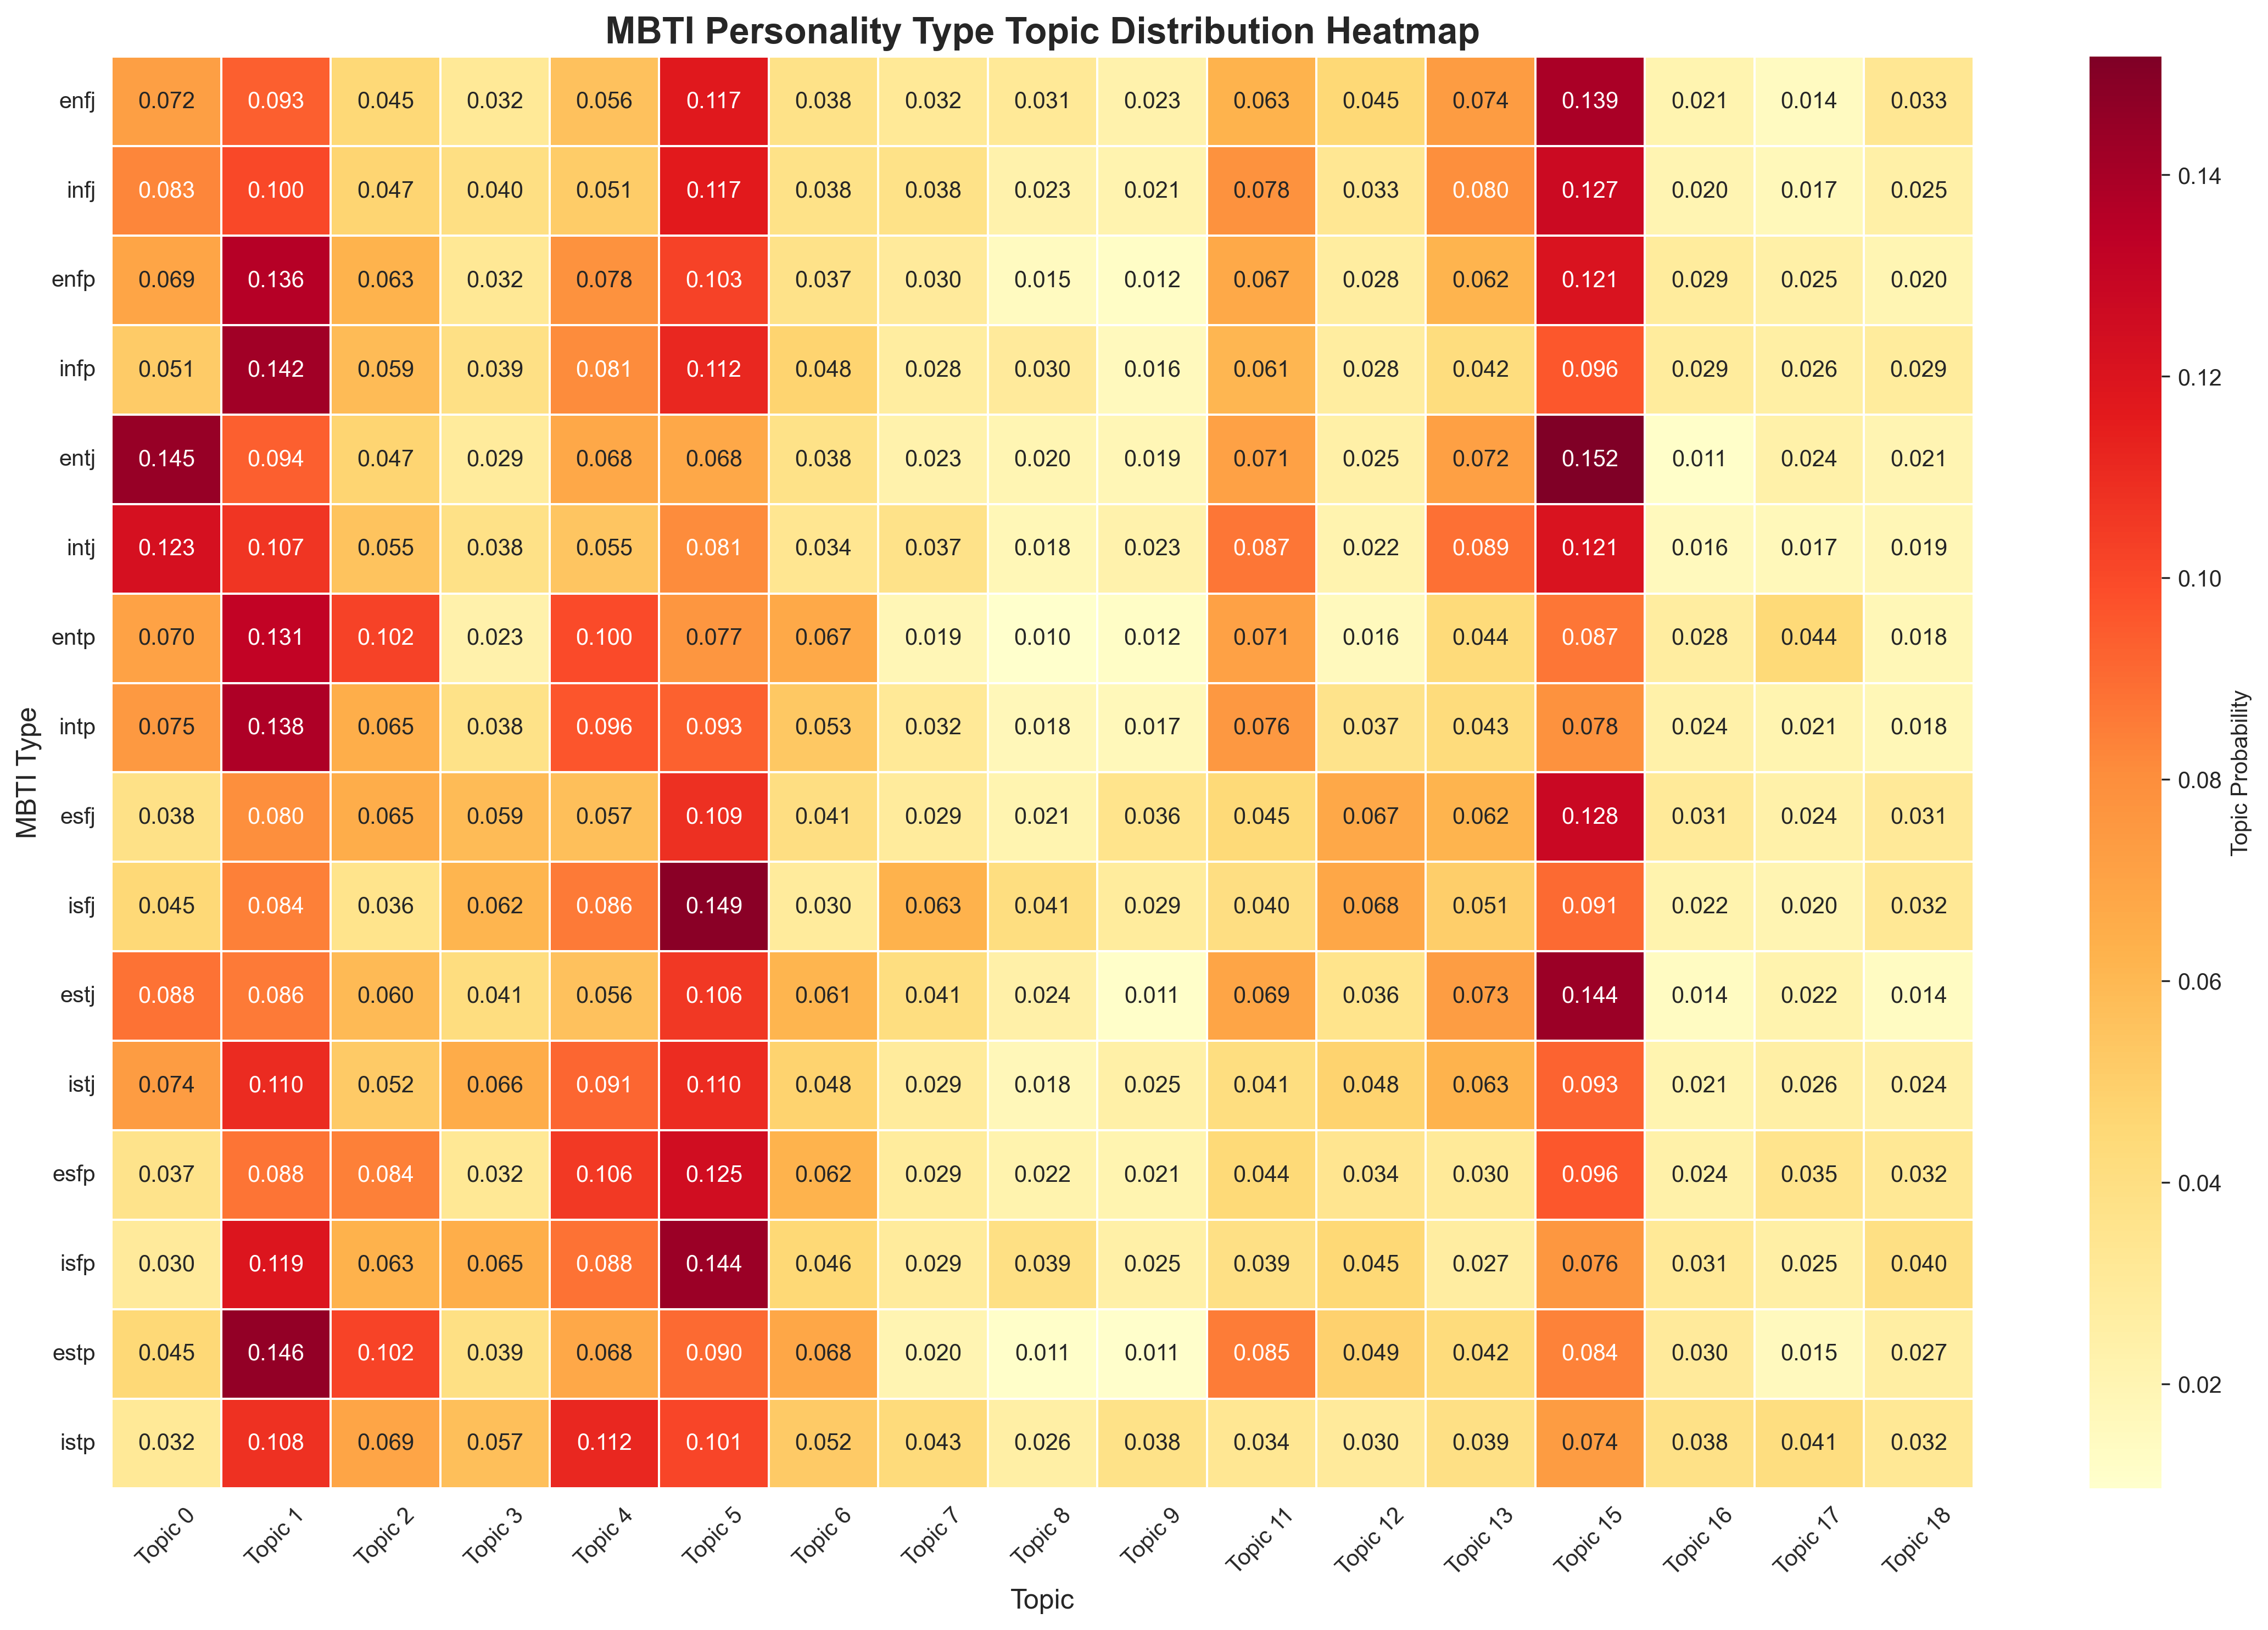 MBTI Personality Type Topic Distribution Heatmap
enfj 0.072 0.093 0.045 0.032 0.056 0.117 0.038 0.032 0.031 0.023 0.063 0.045 0.074 0.139 0.021 0.014 0.033
infj 0.083 0.100 0.047 0.040 0.051 0.117 0.038 0.038 0.023 0.021 0.078 0.033 0.080 0.127 0.020 0.017 0.025
enfp 0.069 0.136 0.063 0.032 0.078 0.103 0.037 0.030 0.015 0.012 0.067 0.028 0.062 0.121 0.029 0.025 0.020
infp 0.051 0.142 0.059 0.039 0.081 0.112 0.048 0.028 0.030 0.016 0.061 0.028 0.042 0.096 0.029 0.026 0.029
entj 0.145 0.094 0.047 0.029 0.068 0.068 0.038 0.023 0.020 0.019 0.071 0.025 0.072 0.152 0.011 0.024 0.021
intj 0.123 0.107 0.055 0.038 0.055 0.081 0.034 0.037 0.018 0.023 0.087 0.022 0.089 0.121 0.016 0.017 0.019
entp 0.070 0.131 0.102 0.023 0.100 0.077 0.067 0.019 0.010 0.012 0.071 0.016 0.044 0.087 0.028 0.044 0.018
intp 0.075 0.138 0.065 0.038 0.096 0.093 0.053 0.032 0.018 0.017 0.076 0.037 0.043 0.078 0.024 0.021 0.018
esfj 0.038 0.080 0.065 0.059 0.057 0.109 0.041 0.029 0.021 0.036 0.045 0.067 0.062 0.128 0.031 0.024 0.031
isfj 0.045 0.084 0.036 0.062 0.086 0.149 0.030 0.063 0.041 0.029 0.040 0.068 0.051 0.091 0.022 0.020 0.032
estj 0.088 0.086 0.060 0.041 0.056 0.106 0.061 0.041 0.024 0.011 0.069 0.036 0.073 0.144 0.014 0.022 0.014
istj 0.074 0.110 0.052 0.066 0.091 0.110 0.048 0.029 0.018 0.025 0.041 0.048 0.063 0.093 0.021 0.026 0.024
esfp 0.037 0.088 0.084 0.032 0.106 0.125 0.062 0.029 0.022 0.021 0.044 0.034 0.030 0.096 0.024 0.035 0.032
isfp 0.030 0.119 0.063 0.065 0.088 0.144 0.046 0.029 0.039 0.025 0.039 0.045 0.027 0.076 0.031 0.025 0.040
estp 0.045 0.146 0.102 0.039 0.068 0.090 0.068 0.020 0.011 0.011 0.085 0.049 0.042 0.084 0.030 0.015 0.027
istp 0.032 0.108 0.069 0.057 0.112 0.101 0.052 0.043 0.026 0.038 0.034 0.030 0.039 0.074 0.038 0.041 0.032
Topic 0 Topic 1 Topic 2 Topic 3 Topic 4 Topic 5 Topic 6 Topic 7 Topic 8 Topic 9 Topic 11 Topic 12 Topic 13 Topic 15 Topic 16 Topic 17 Topic 18
Topic
MBTI Type
0.14
0.12
0.10
0.08
0.06
0.04
0.02
Topic Probability